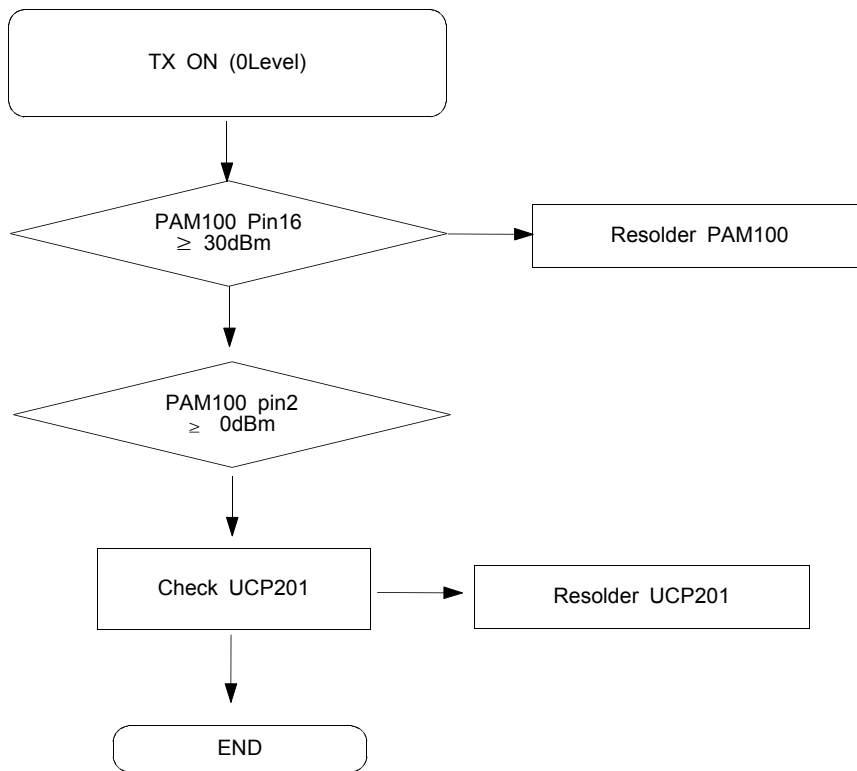 TX ON (0Level)
PAM100 Pin16
≥ 30dBm
Resolder PAM100
PAM100 pin2
≥ 0dBm
Check UCP201
Resolder UCP201
END